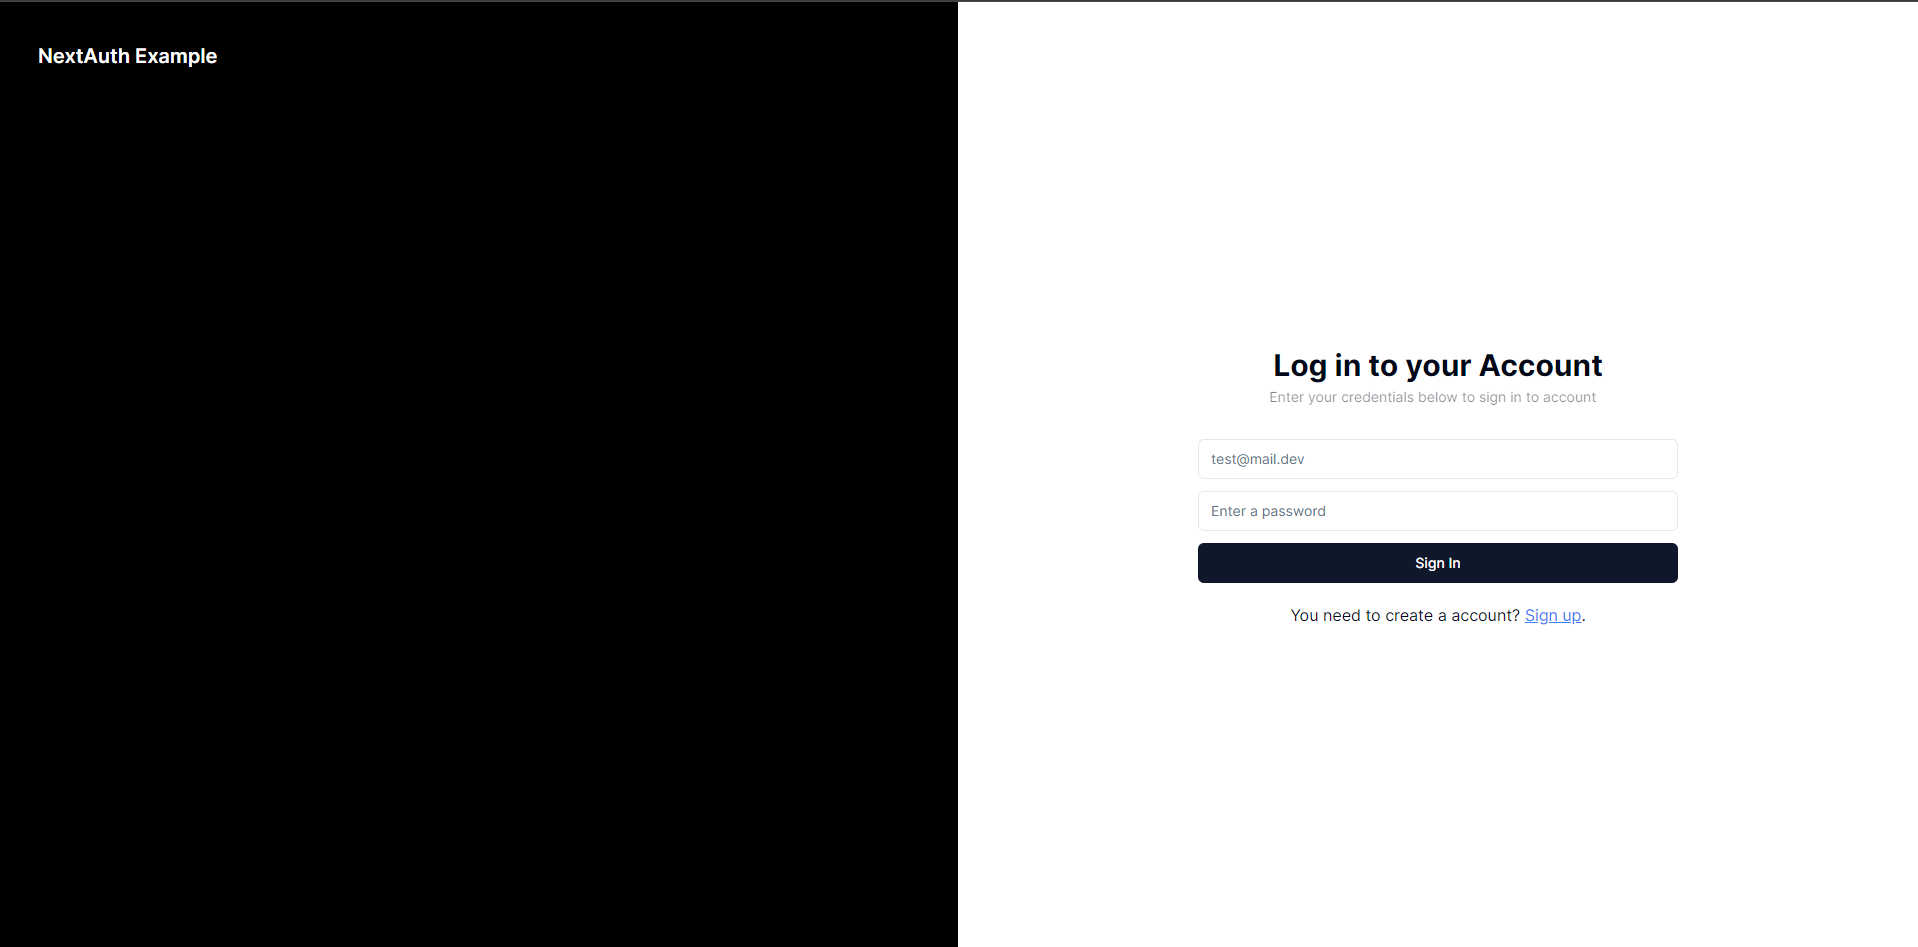 NextAuth Example
Log in to your Account
Enter your credentials below to sign in to account
test@mail.dev
Enter a password
Sign In
You need to create a account? Sign up.